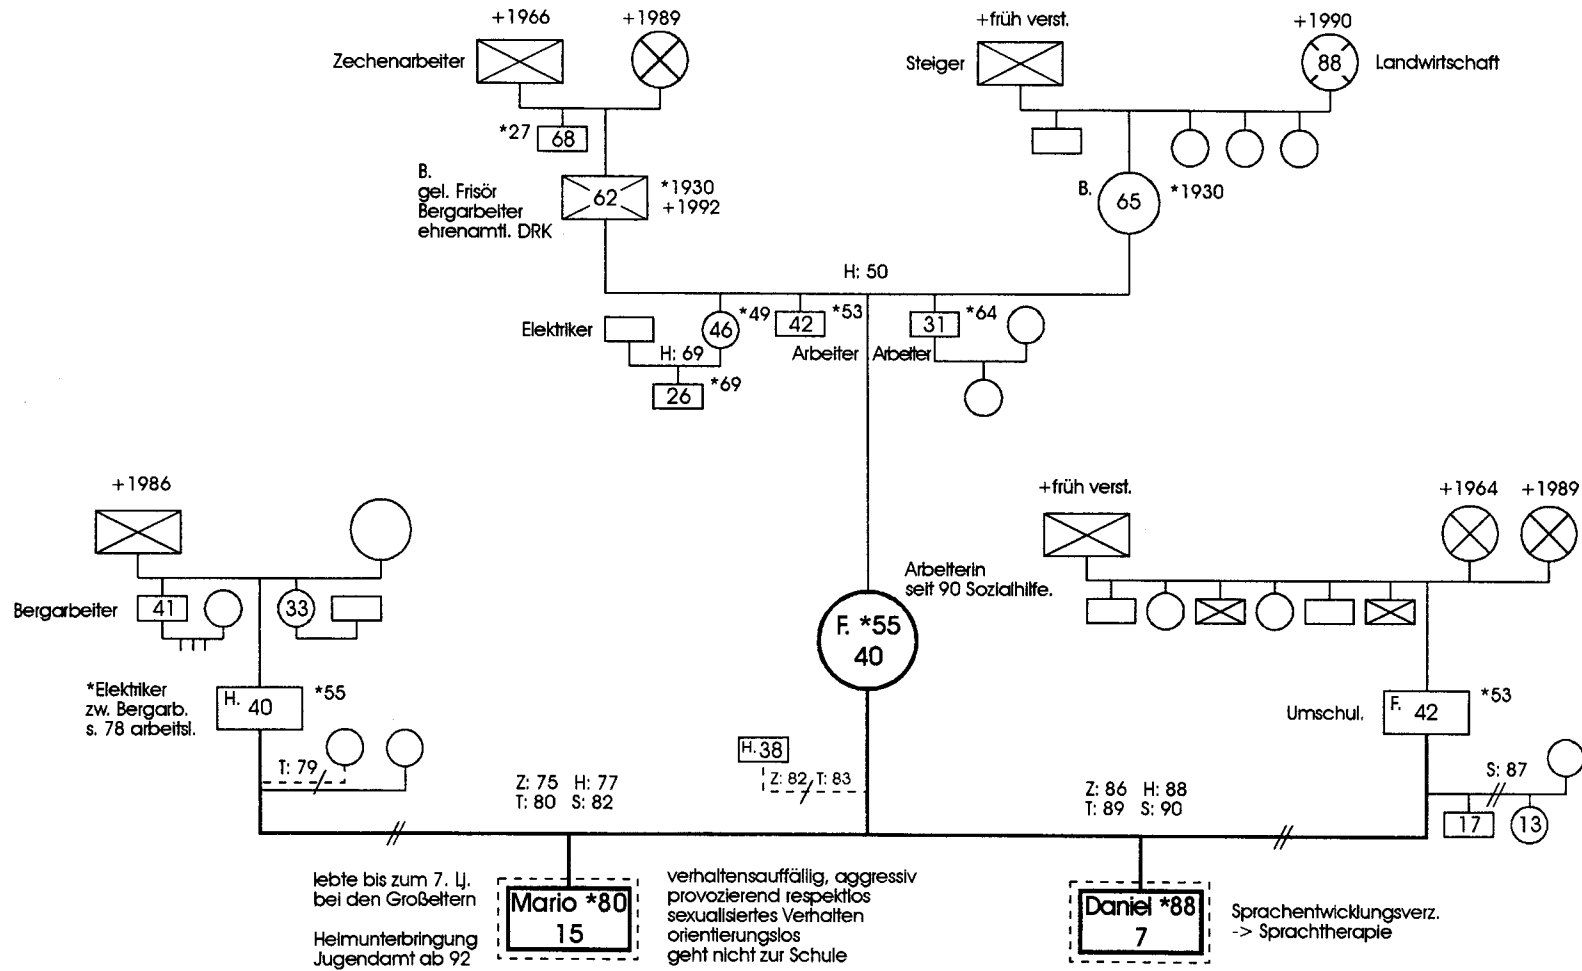 +1966
+1989
+früh verst.
+1990
Zechenarbeiter
Steiger
88
Landwirtschaft
*27
68
B.
gel. Frisör
Bergarbeiter
ehrenamtl. DRK
62
*1930
+1992
B.
65
*1930
H: 50
Elektriker
46
*49
42
*53
31
*64
H: 69
Arbeiter
Arbeiter
26
*69
+1986
+früh verst.
+1964
+1989
Arbeiterin
seit 90 Sozialhilfe.
Bergarbeiter
41
33
F. *55
40
*Elektriker
zw. Bergarb.
s. 78 arbeitsl.
H.
40
*55
Umschul.
F.
42
*53
T: 79
H. 38
Z: 82
T: 83
Z: 75 H: 77
T: 80 S: 82
Z: 86 H: 88
T: 89 S: 90
S: 87
17
13
lebte bis zum 7. Lj.
bei den Großeltern
Heimunterbringung
Jugendamt ab 92
Mario *80
15
verhaltensauffällig, aggressiv
provozierend respektlos
sexualisiertes Verhalten
orientierungslos
geht nicht zur Schule
Daniel *88
7
Sprachentwicklungsverz.
-> Sprachtherapie